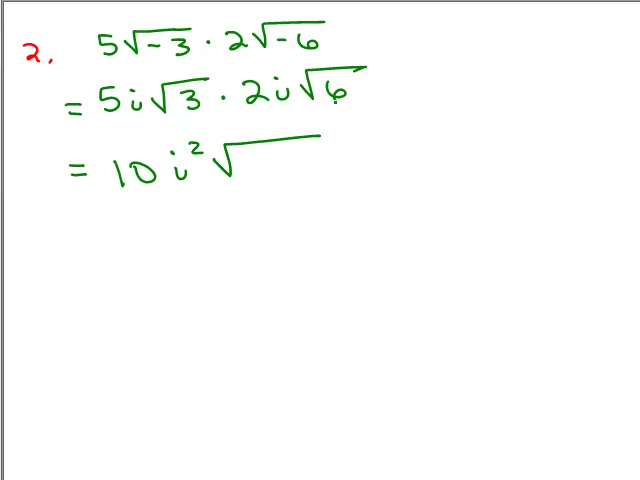 2. 5√-3 · 2√-6
= 5i√3 · 2i√6
= 10i²√